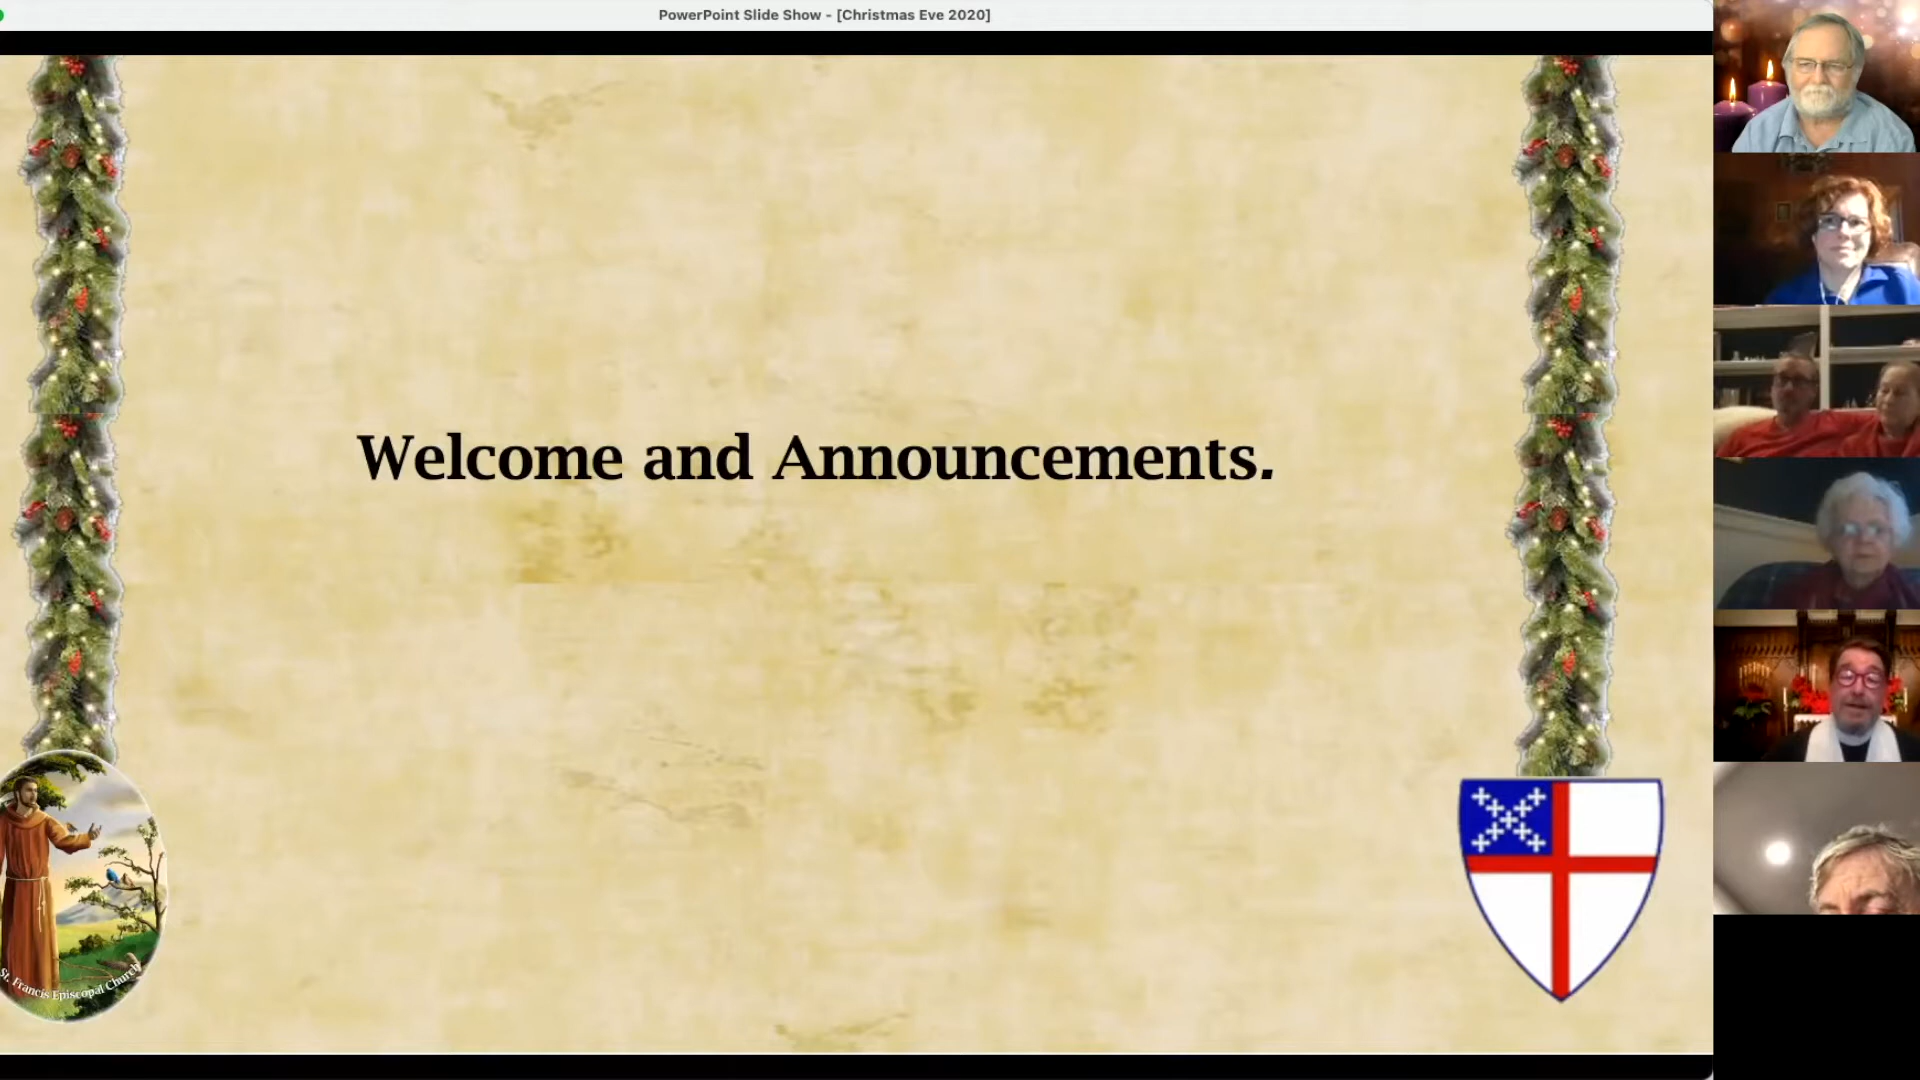 PowerPoint Slide Show - [Christmas Eve 2020]
Welcome and Announcements.
St. Francis Episcopal Church